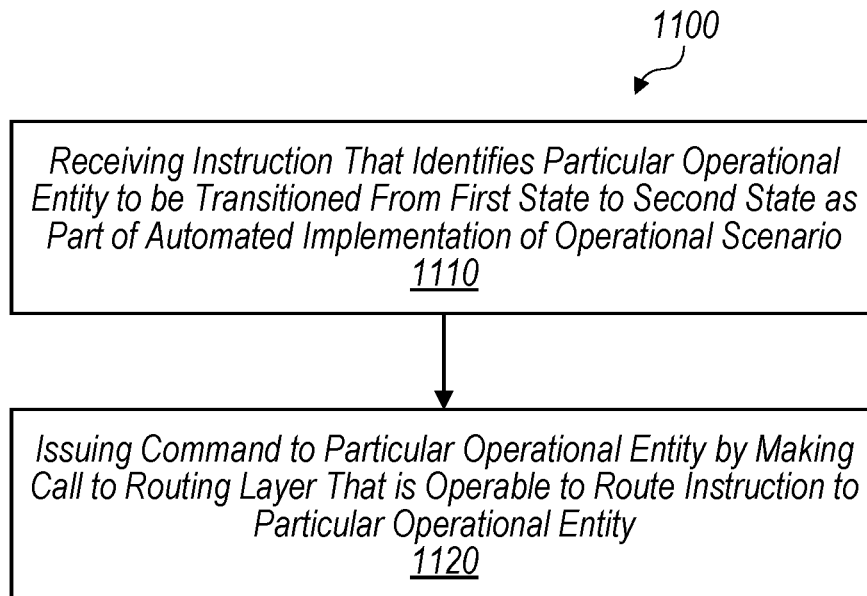 1100
Receiving Instruction That Identifies Particular Operational
Entity to be Transitioned From First State to Second State as
Part of Automated Implementation of Operational Scenario
1110
Issuing Command to Particular Operational Entity by Making
Call to Routing Layer That is Operable to Route Instruction to
Particular Operational Entity
1120